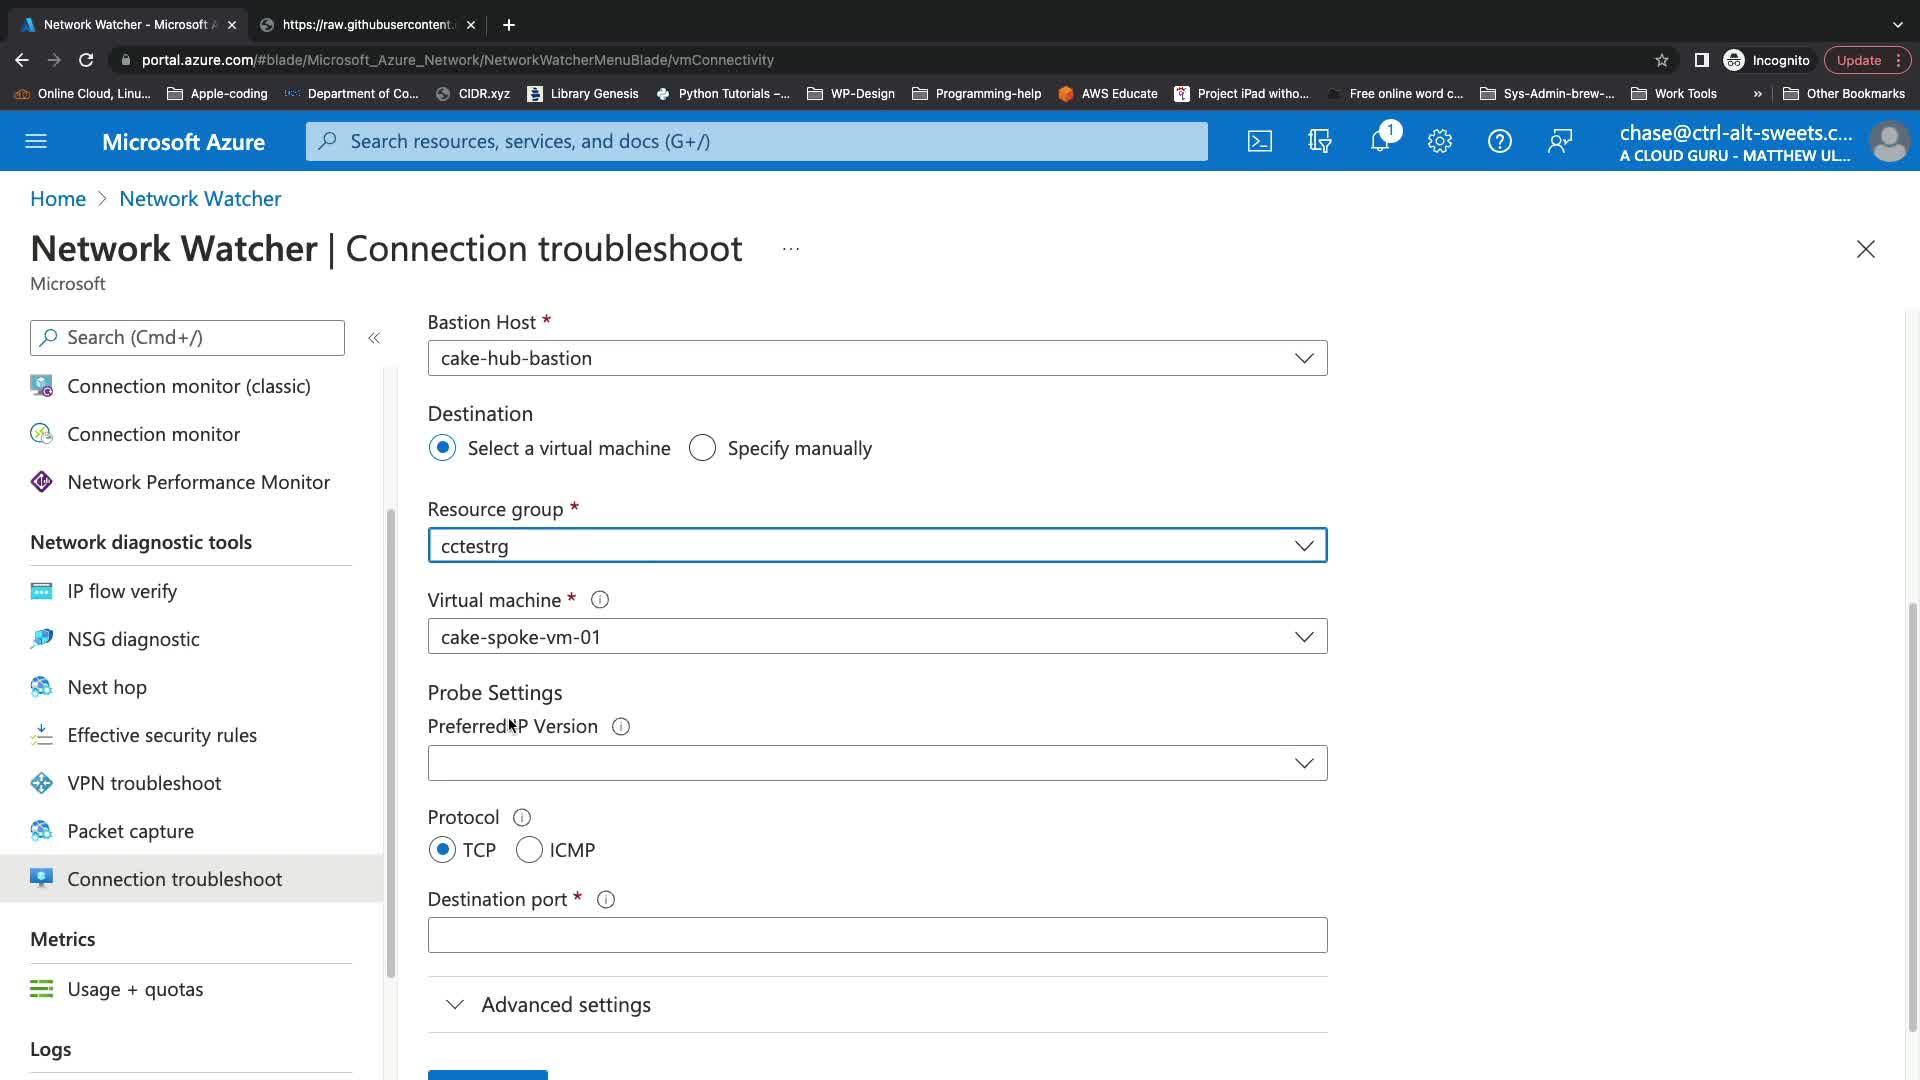 Network Watcher - Microsoft A
https://raw.githubusercontent.
portal.azure.com/#blade/Microsoft_Azure_Network/NetworkWatcherMenuBlade/vmConnectivity
Incognito
Update
Online Cloud, Linu...
Apple-coding
Department of Co...
CIDR.xyz
Library Genesis
Python Tutorials –...
WP-Design
Programming-help
AWS Educate
Project iPad witho...
Free online word c...
Sys-Admin-brew-...
Work Tools
»
Other Bookmarks
Microsoft Azure
Search resources, services, and docs (G+/)
1
chase@ctrl-alt-sweets.c...
A CLOUD GURU - MATTHEW UL...
Home > Network Watcher
Network Watcher | Connection troubleshoot ...
Microsoft
Search (Cmd+/)
«
Connection monitor (classic)
Connection monitor
Network Performance Monitor
Network diagnostic tools
IP flow verify
NSG diagnostic
Next hop
Effective security rules
VPN troubleshoot
Packet capture
Connection troubleshoot
Metrics
Usage + quotas
Logs
Bastion Host *
cake-hub-bastion
Destination
Select a virtual machine
Specify manually
Resource group *
cctestrg
Virtual machine *
cake-spoke-vm-01
Probe Settings
Preferred IP Version
Protocol
TCP
ICMP
Destination port *
Advanced settings